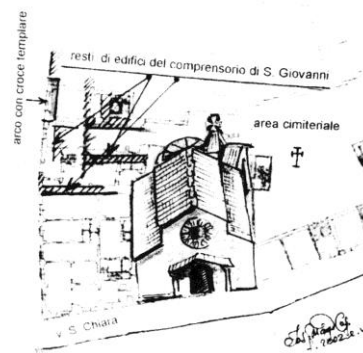 resti di edifici del comprensorio di S. Giovanni
arco con croce templare
area cimiteriale
v. S. Chiara